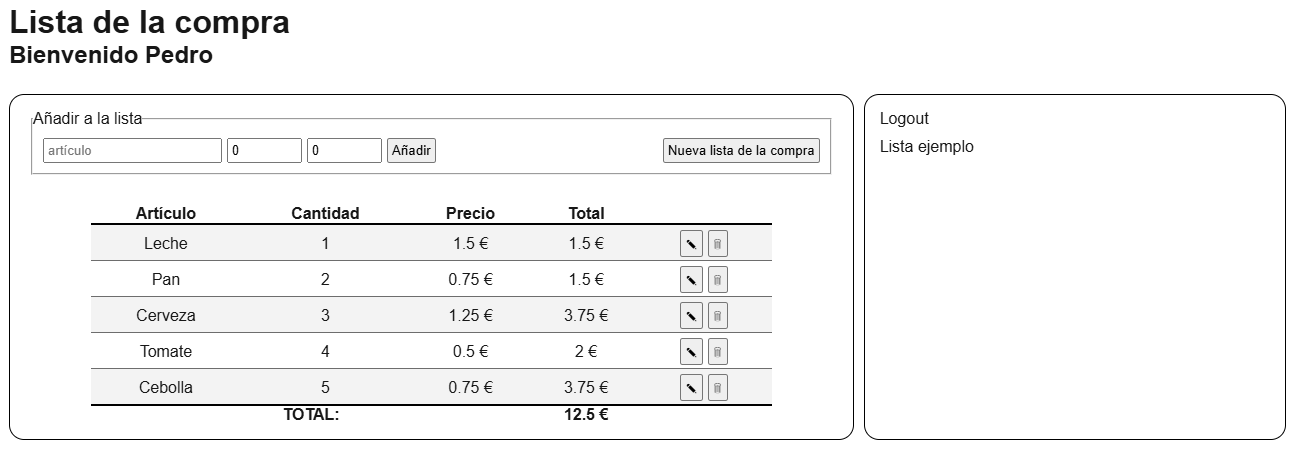 Lista de la compra
Bienvenido Pedro
Añadir a la lista
artículo 0 0 Añadir Nueva lista de la compra
Artículo Cantidad Precio Total
Leche 1 1.5 € 1.5 €
Pan 2 0.75 € 1.5 €
Cerveza 3 1.25 € 3.75 €
Tomate 4 0.5 € 2 €
Cebolla 5 0.75 € 3.75 €
TOTAL: 12.5 €
Logout
Lista ejemplo